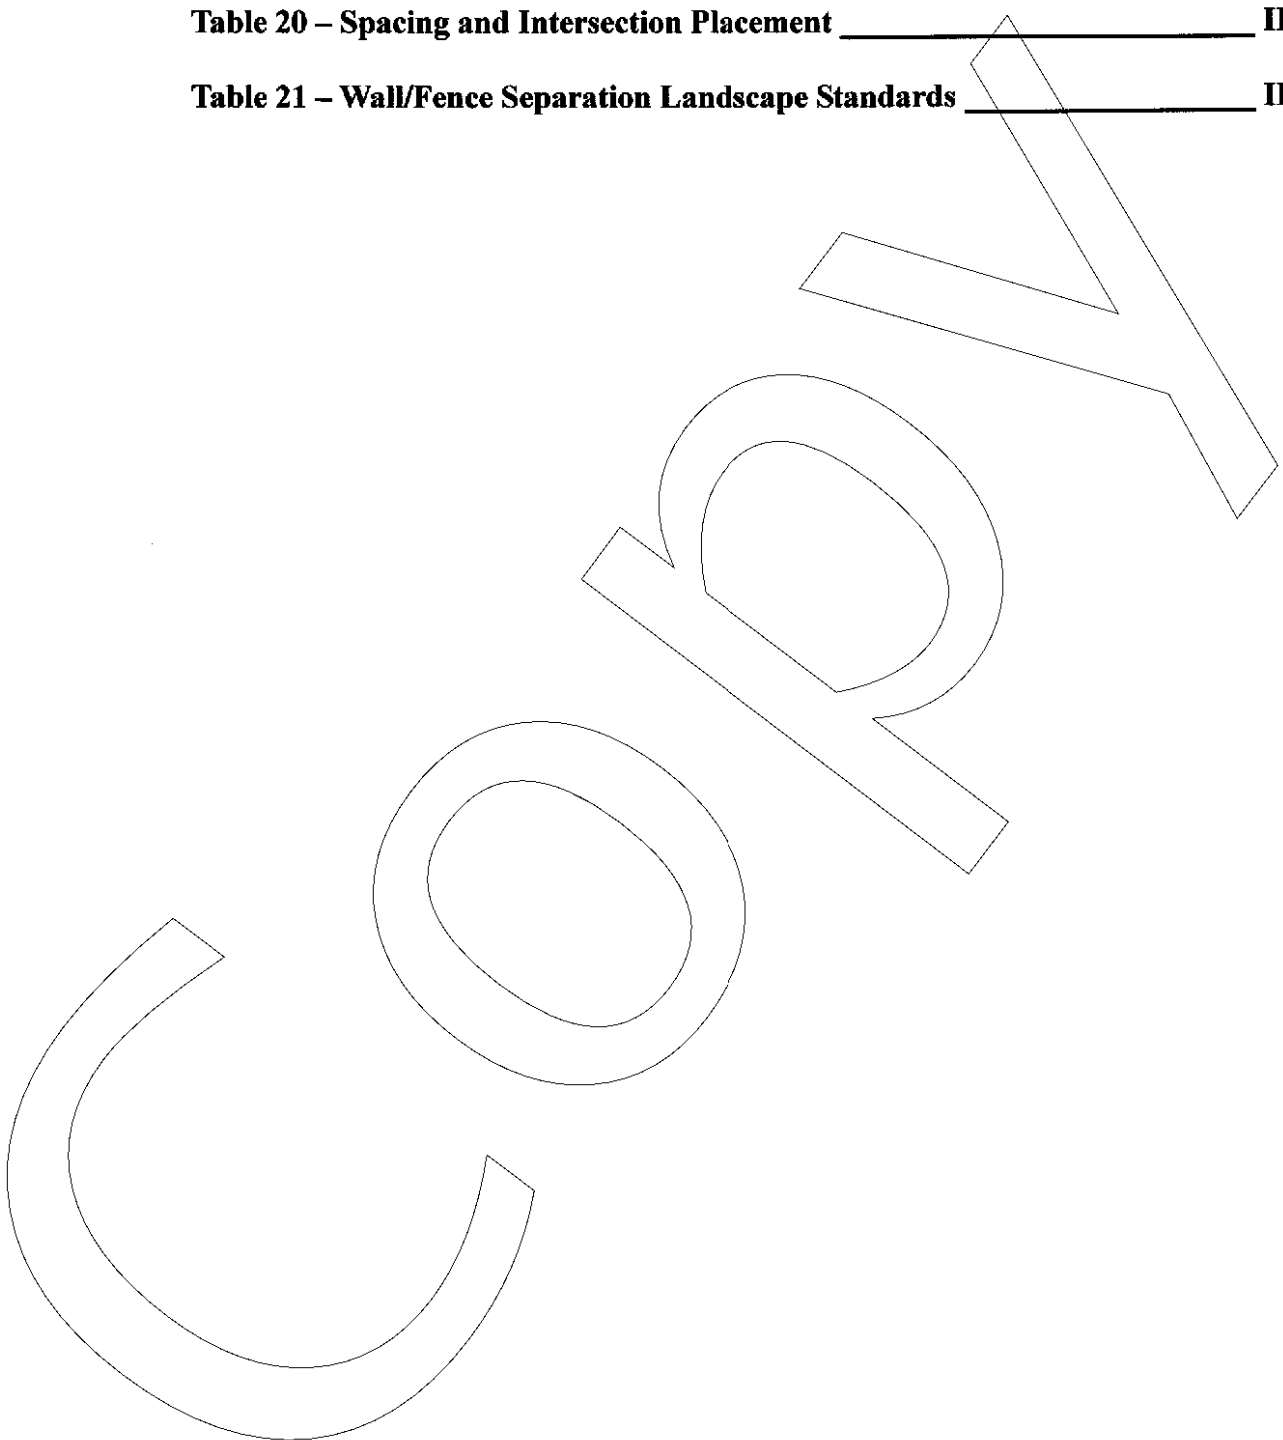 Table 20 – Spacing and Intersection Placement
Table 21 – Wall/Fence Separation Landscape Standards
Copy